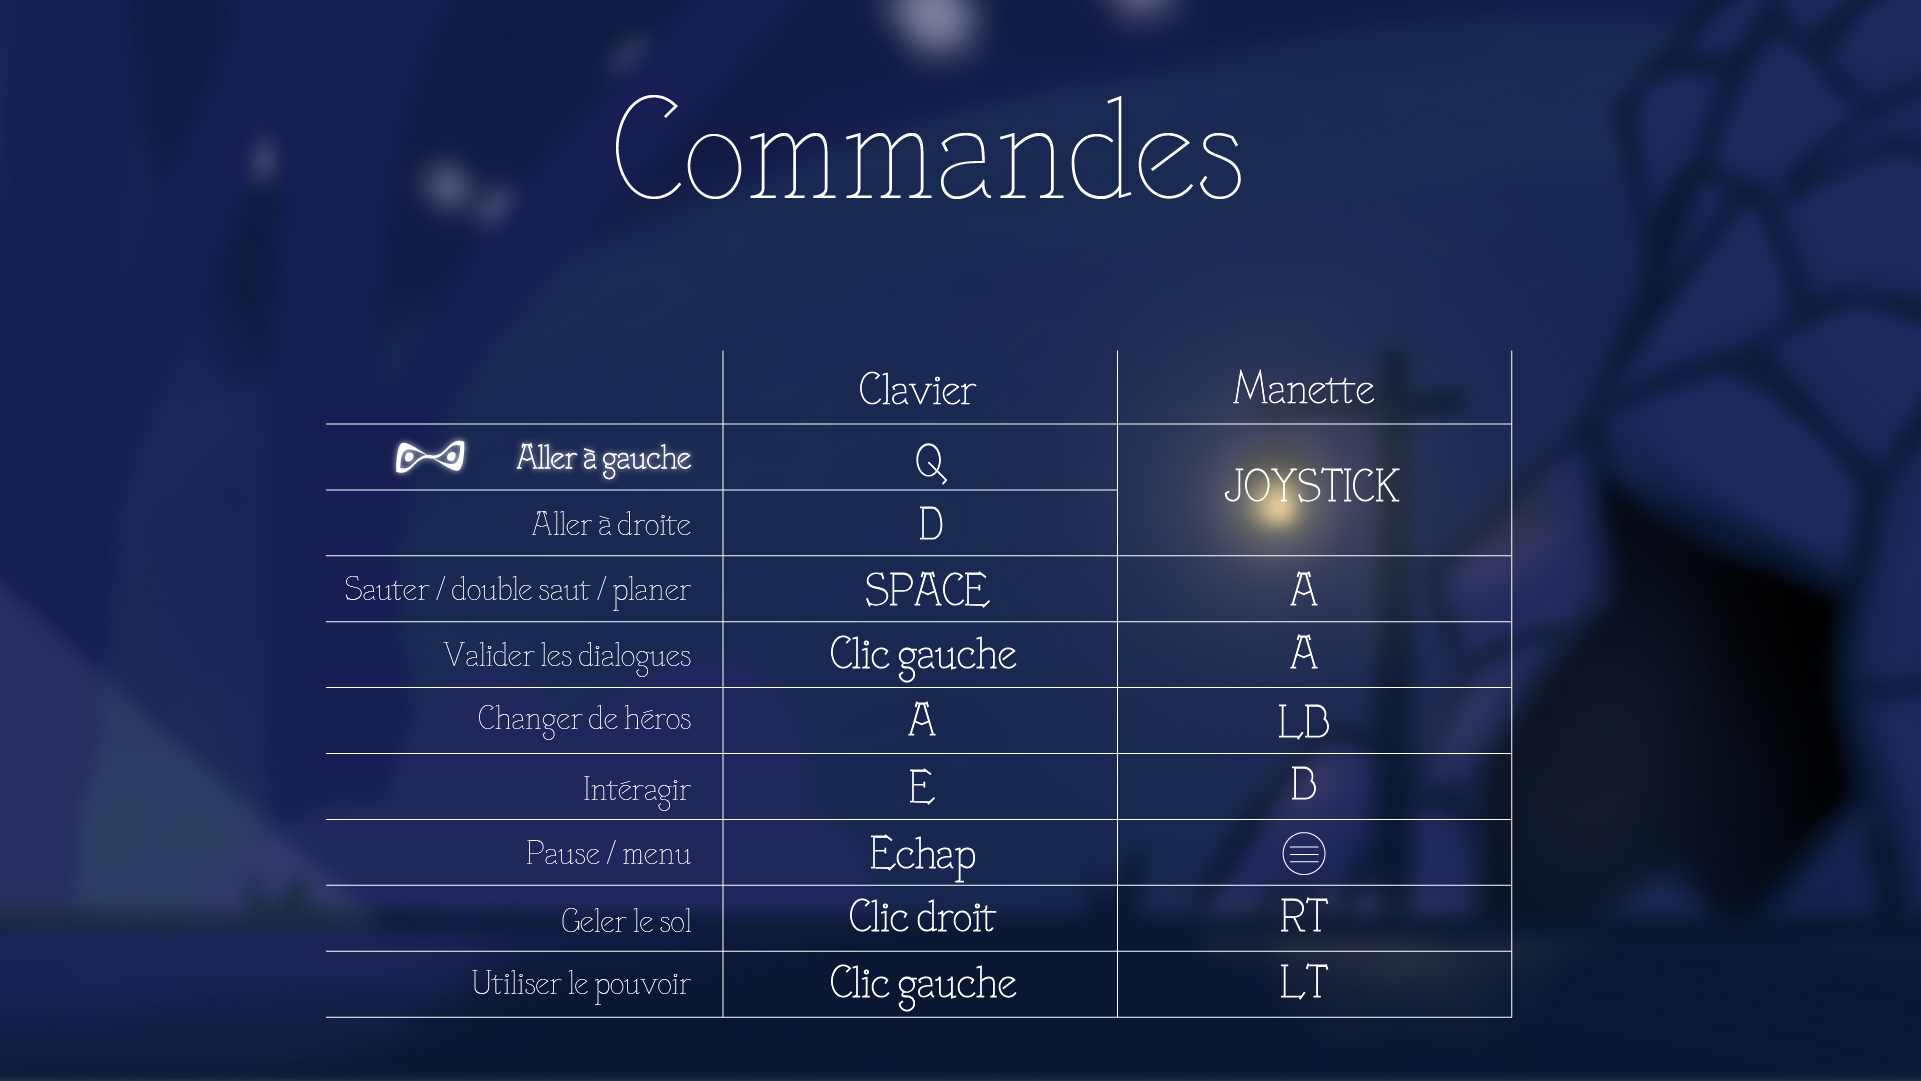 Commandes
Clavier Manette
Aller à gauche Q JOYSTICK
Aller à droite D
Sauter / double saut / planer SPACE A
Valider les dialogues Clic gauche A
Changer de héros A LB
Intéragir E B
Pause / menu Echap
Geler le sol Clic droit RT
Utiliser le pouvoir Clic gauche LT